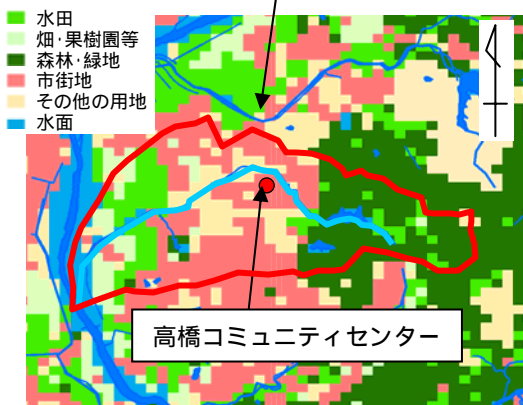 水田
畑･果樹園等
森林･緑地
市街地
その他の用地
水面
高橋コミュニティセンター